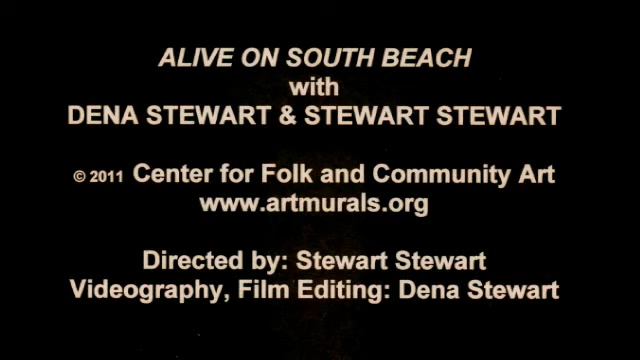 ALIVE ON SOUTH BEACH
with
DENA STEWART & STEWART STEWART
© 2011 Center for Folk and Community Art
www.artmurals.org
Directed by: Stewart Stewart
Videography, Film Editing: Dena Stewart